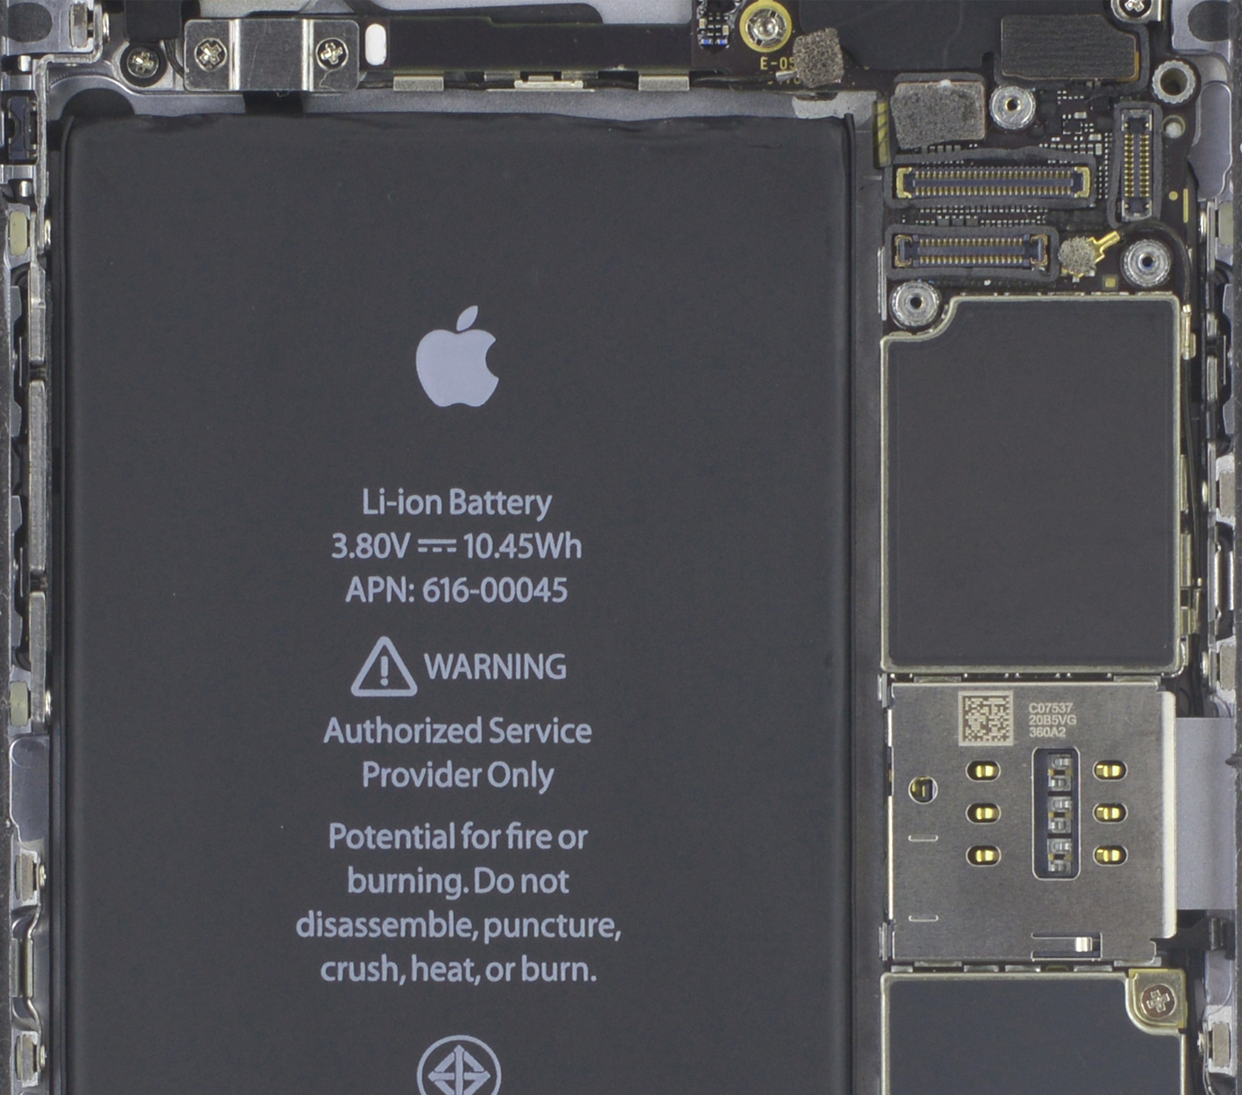 E-05
Li-ion Battery
3.80V ⎓ 10.45Wh
APN: 616-00045
WARNING
Authorized Service
Provider Only
Potential for fire or
burning. Do not
disassemble, puncture,
crush, heat, or burn.
C07537
20B5VG
360A2